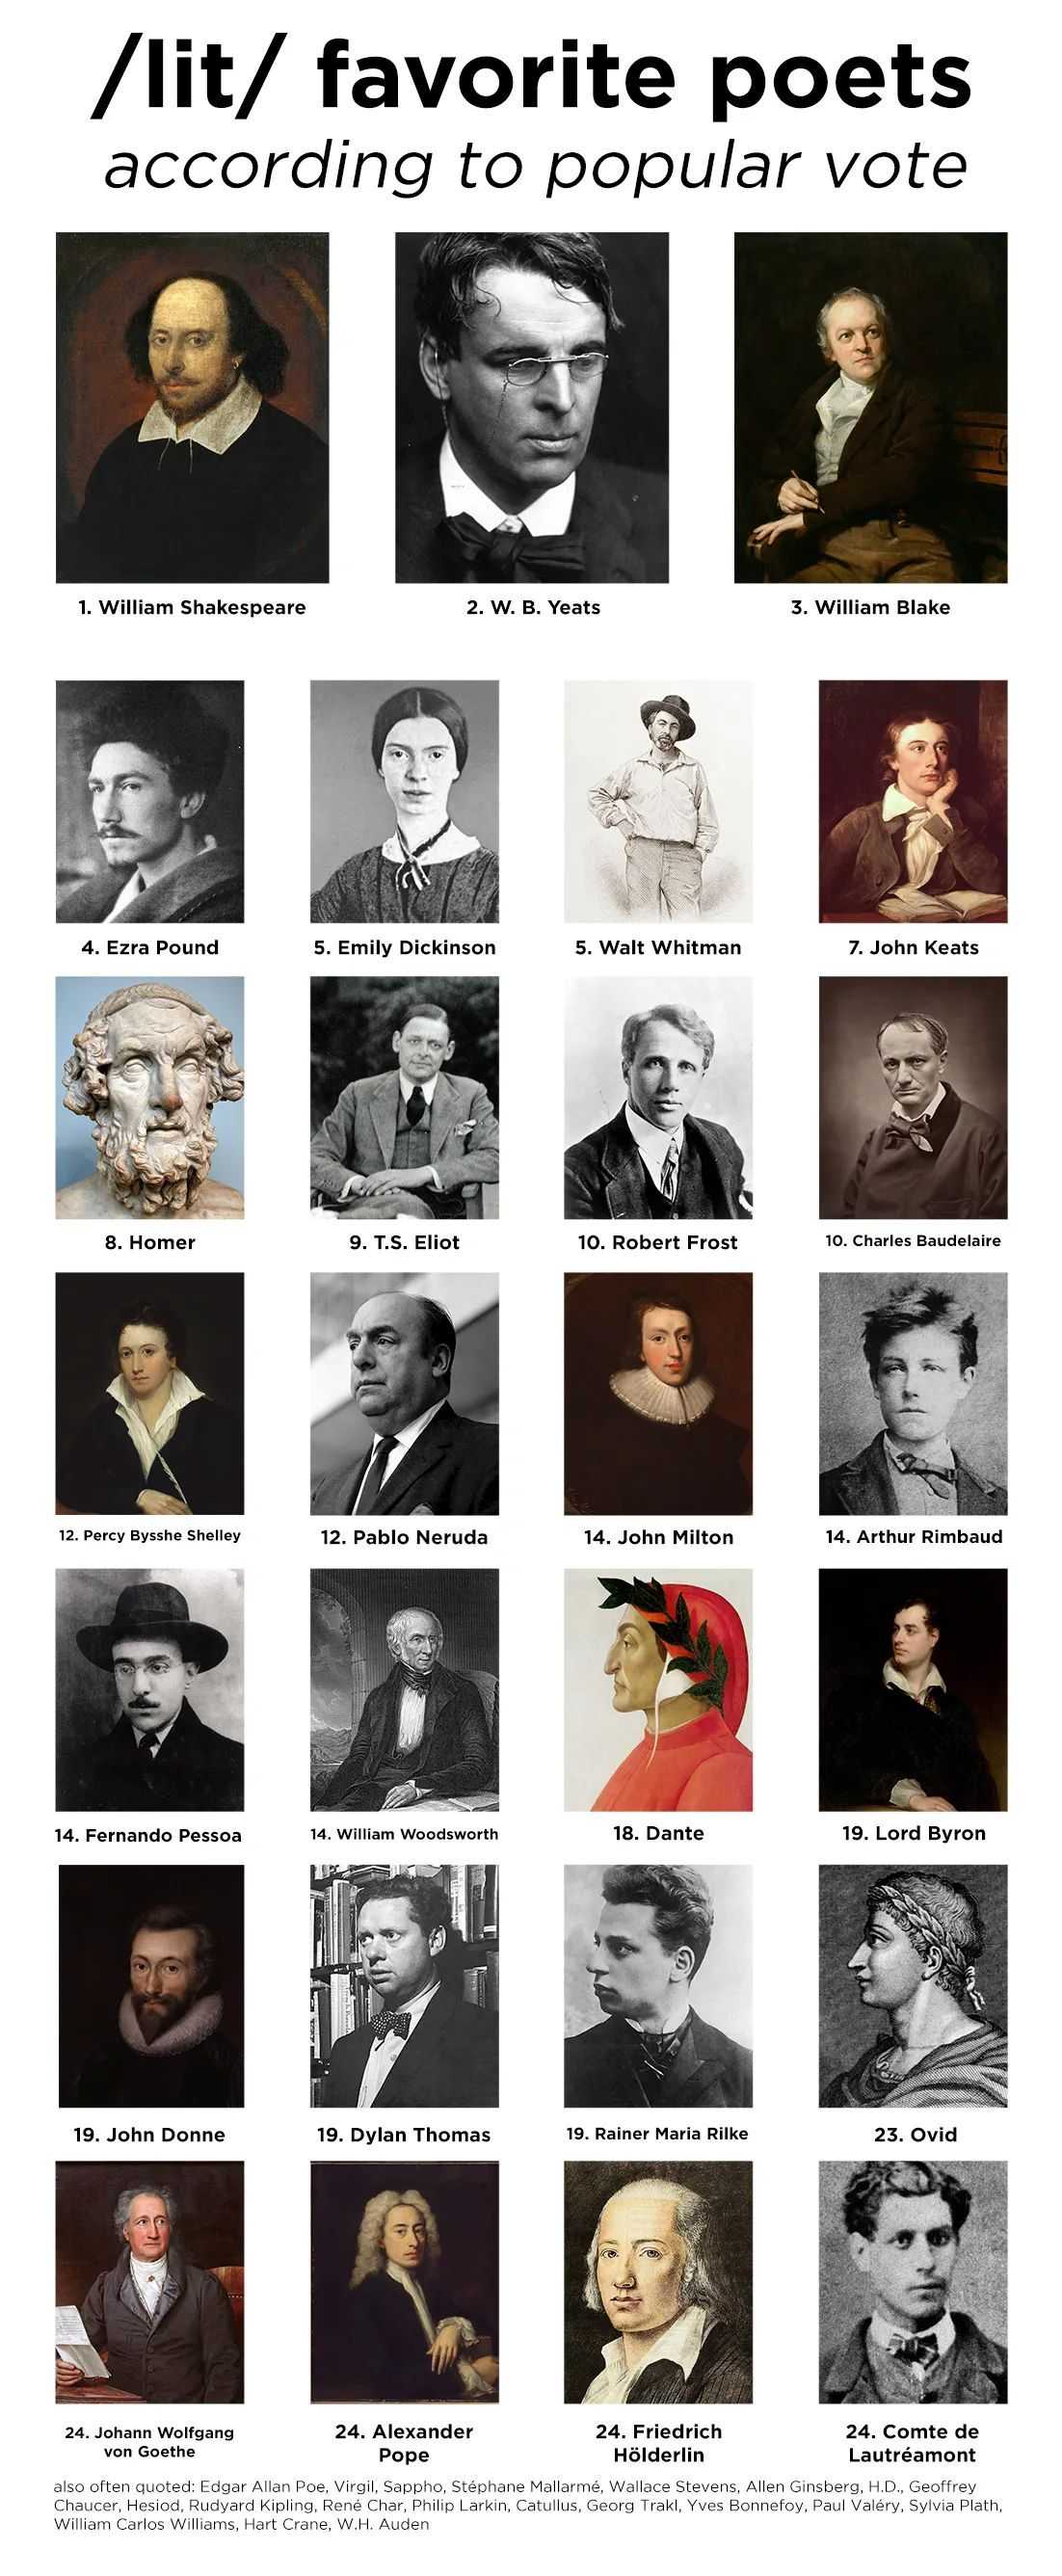 /lit/ favorite poets
according to popular vote
1. William Shakespeare
2. W. B. Yeats
3. William Blake
4. Ezra Pound
5. Emily Dickinson
5. Walt Whitman
7. John Keats
8. Homer
9. T.S. Eliot
10. Robert Frost
10. Charles Baudelaire
12. Percy Bysshe Shelley
12. Pablo Neruda
14. John Milton
14. Arthur Rimbaud
14. Fernando Pessoa
14. William Woodsworth
18. Dante
19. Lord Byron
19. John Donne
19. Dylan Thomas
19. Rainer Maria Rilke
23. Ovid
24. Johann Wolfgang
von Goethe
24. Alexander
Pope
24. Friedrich
Hölderlin
24. Comte de
Lautréamont
also often quoted: Edgar Allan Poe, Virgil, Sappho, Stéphane Mallarmé, Wallace Stevens, Allen Ginsberg, H.D., Geoffrey
Chaucer, Hesiod, Rudyard Kipling, René Char, Philip Larkin, Catullus, Georg Trakl, Yves Bonnefoy, Paul Valéry, Sylvia Plath,
William Carlos Williams, Hart Crane, W.H. Auden